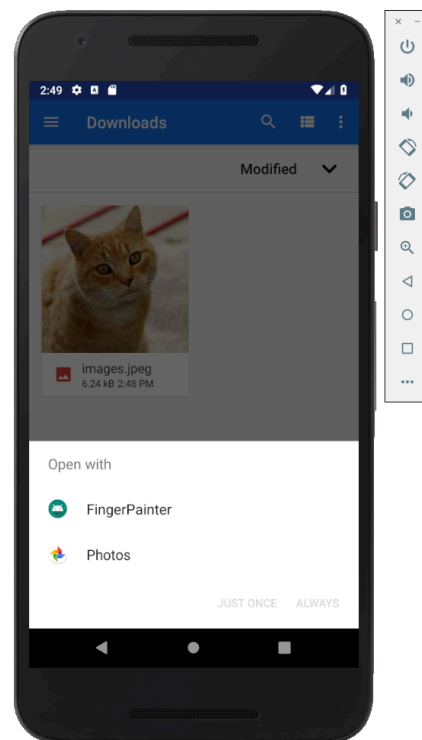 2:49
Downloads
Modified
images.jpeg
6.24 kB 2:48 PM
Open with
FingerPainter
Photos
JUST ONCE ALWAYS